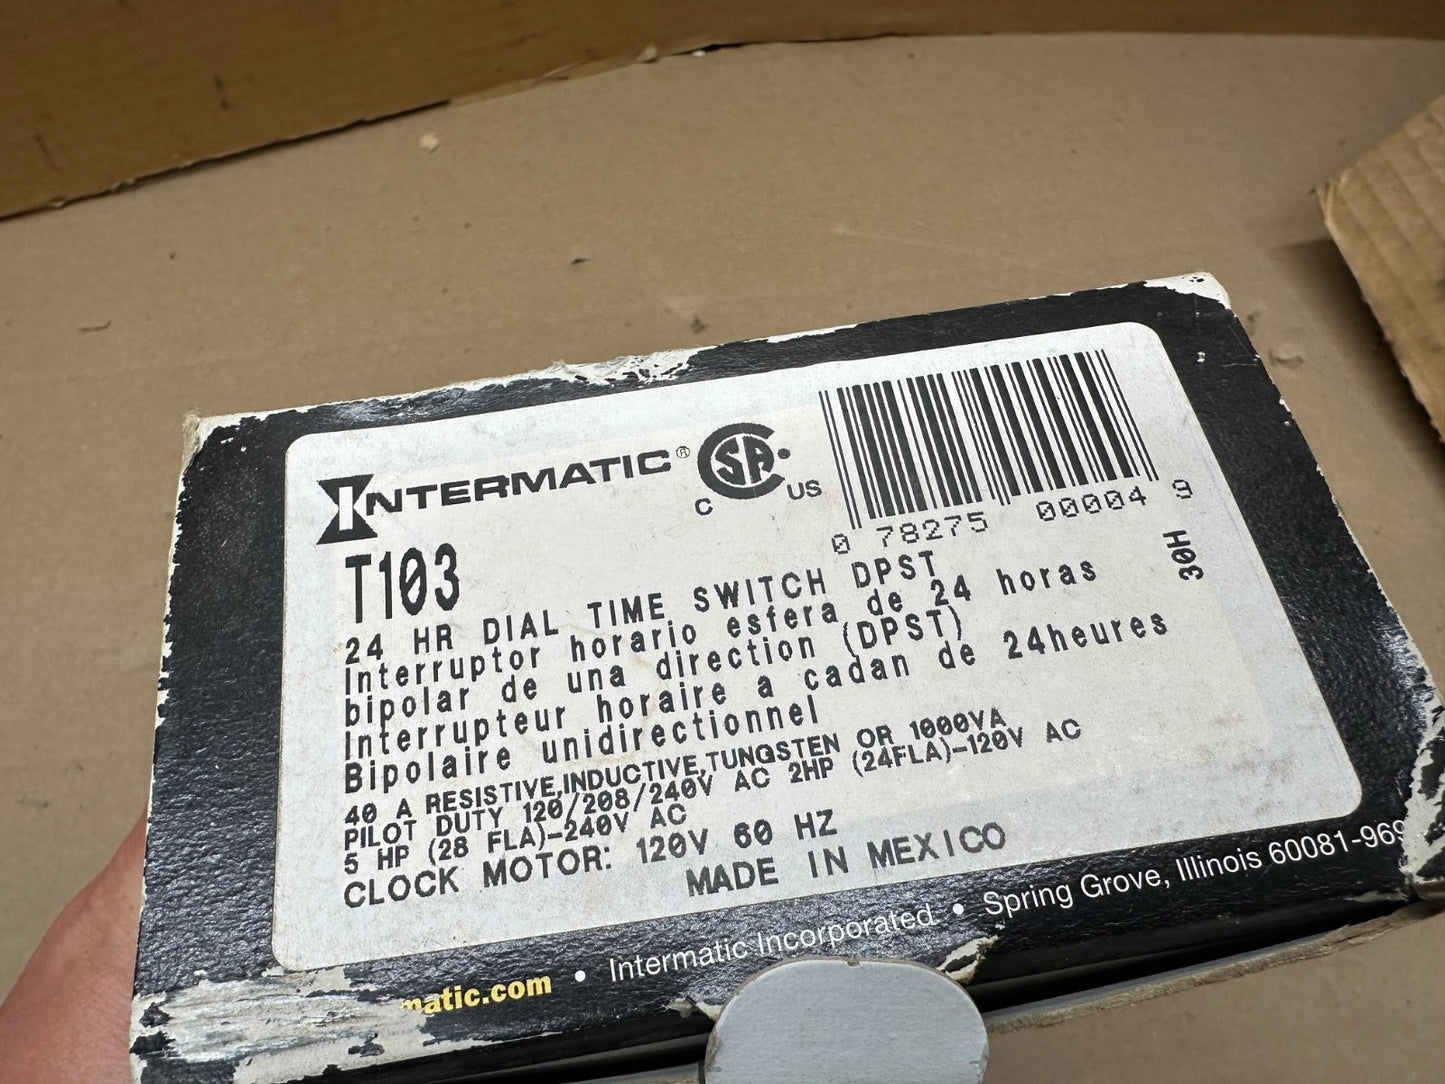 INTERMATIC®
CSA
C US
0 78275 00004 9
30H
T103
24 HR DIAL TIME SWITCH DPST
Interruptor horario esfera de 24 horas
bipolar de una direction (DPST)
Interrupteur horaire a cadan de 24heures
Bipolaire unidirectionnel
40 A RESISTIVE,INDUCTIVE,TUNGSTEN OR 1000VA
PILOT DUTY 120/208/240V AC 2HP (24FLA)-120V AC
5 HP (28 FLA)-240V AC
CLOCK MOTOR: 120V 60 HZ
MADE IN MEXICO
matic.com • Intermatic Incorporated • Spring Grove, Illinois 60081-969